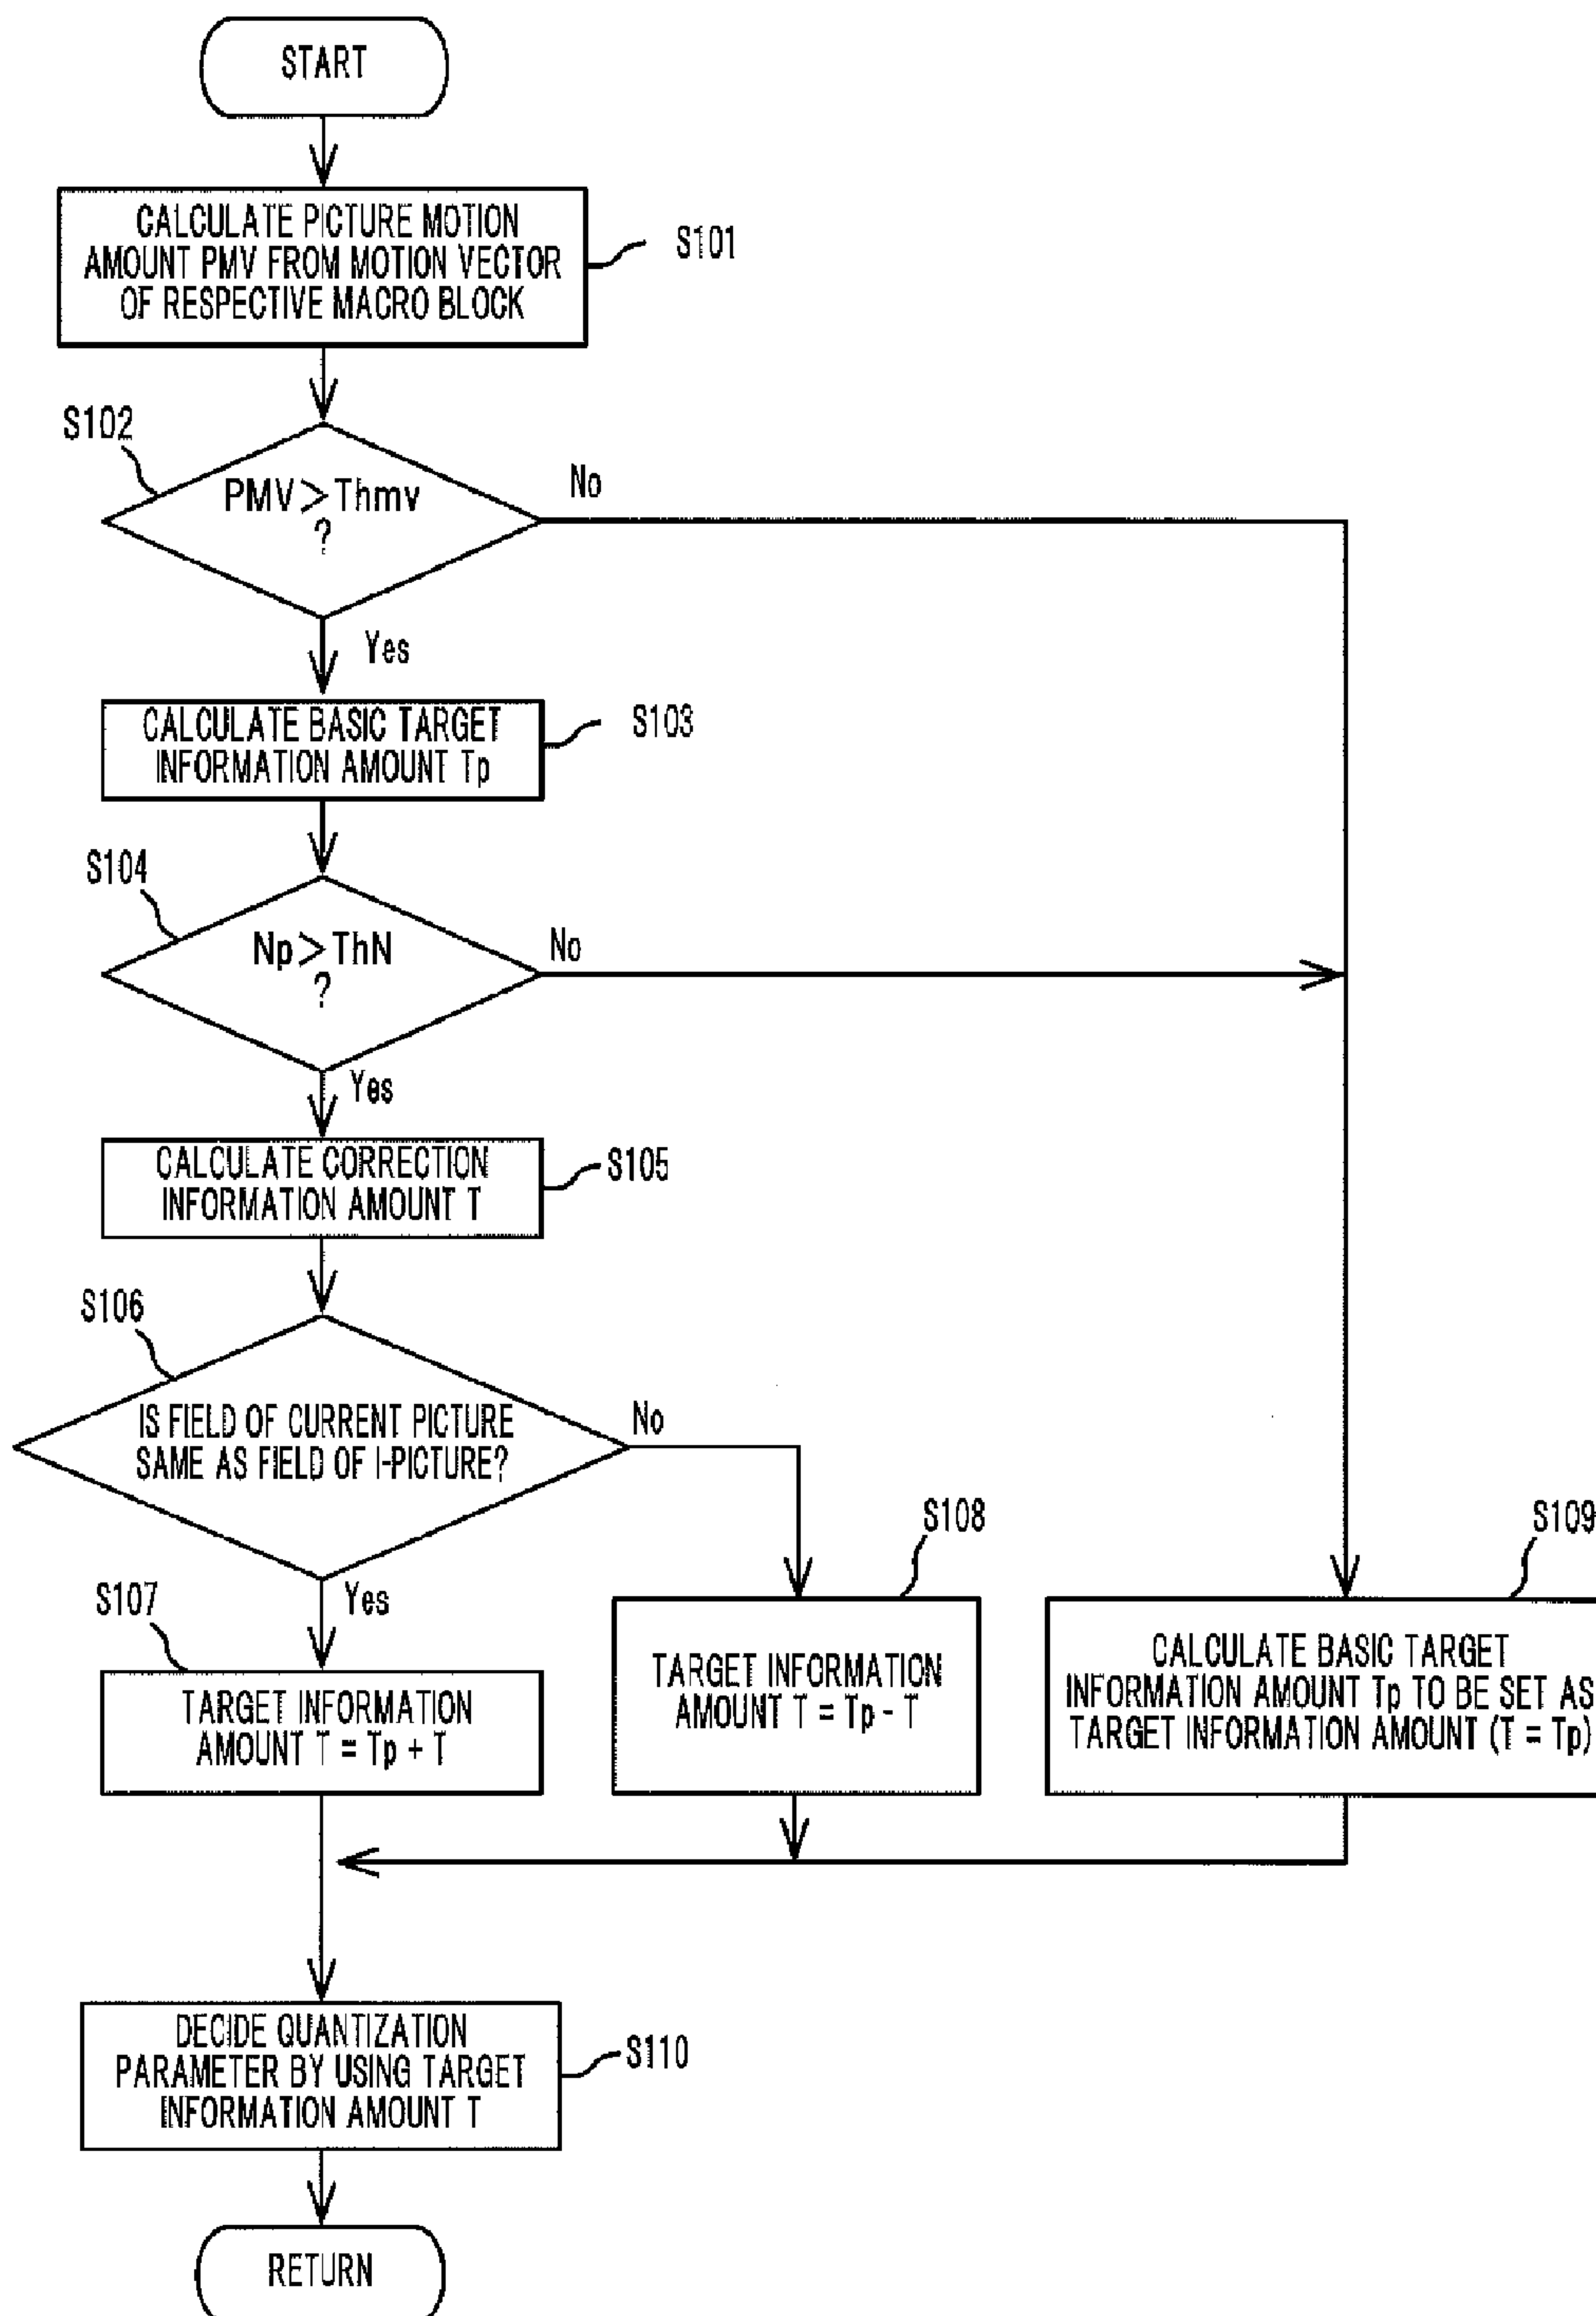 START
CALCULATE PICTURE MOTION
AMOUNT PMV FROM MOTION VECTOR
OF RESPECTIVE MACRO BLOCK
S101
S102
PMV>Thmv
?
No
Yes
CALCULATE BASIC TARGET
INFORMATION AMOUNT Tp
S103
S104
Np>ThN
?
No
Yes
CALCULATE CORRECTION
INFORMATION AMOUNT T
S105
S106
IS FIELD OF CURRENT PICTURE
SAME AS FIELD OF I-PICTURE?
No
Yes
S107
TARGET INFORMATION
AMOUNT T = Tp + T
S108
TARGET INFORMATION
AMOUNT T = Tp - T
S109
CALCULATE BASIC TARGET
INFORMATION AMOUNT Tp TO BE SET AS
TARGET INFORMATION AMOUNT (T = Tp)
DECIDE QUANTIZATION
PARAMETER BY USING TARGET
INFORMATION AMOUNT T
S110
RETURN